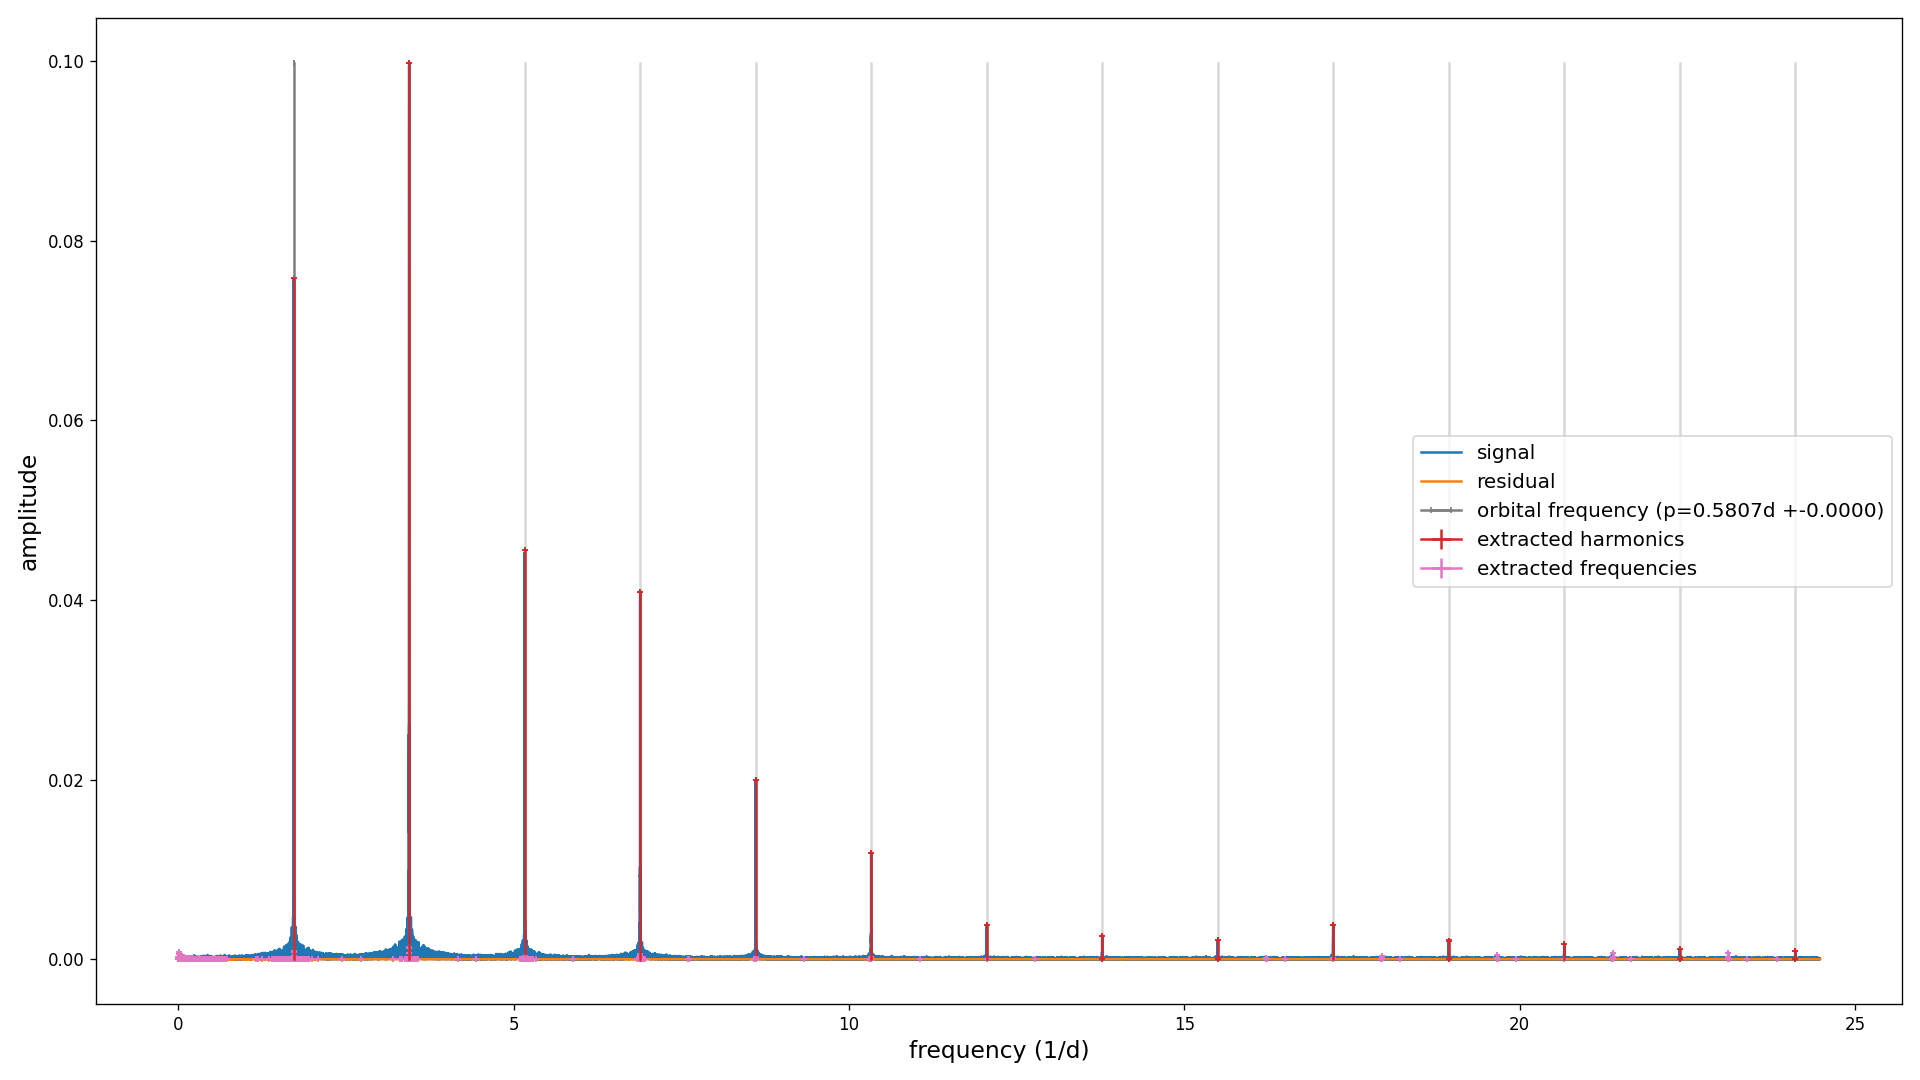 0.10
0.08
0.06
0.04
0.02
0.00
amplitude
0
5
10
15
20
25
frequency (1/d)
signal
residual
orbital frequency (p=0.5807d +-0.0000)
extracted harmonics
extracted frequencies